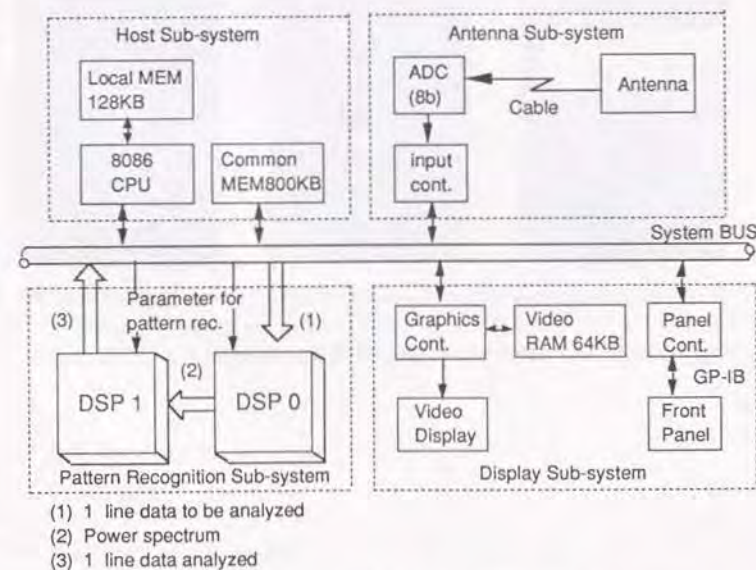 Host Sub-system
Local MEM
128KB
8086
CPU
Common
MEM800KB
Antenna Sub-system
ADC
(8b)
Cable
Antenna
input
cont.
System BUS
(3)
Parameter for
pattern rec.
(1)
DSP 1
(2)
DSP 0
Pattern Recognition Sub-system
Graphics
Cont.
Video
RAM 64KB
Panel
Cont.
GP-IB
Video
Display
Front
Panel
Display Sub-system
(1) 1 line data to be analyzed
(2) Power spectrum
(3) 1 line data analyzed